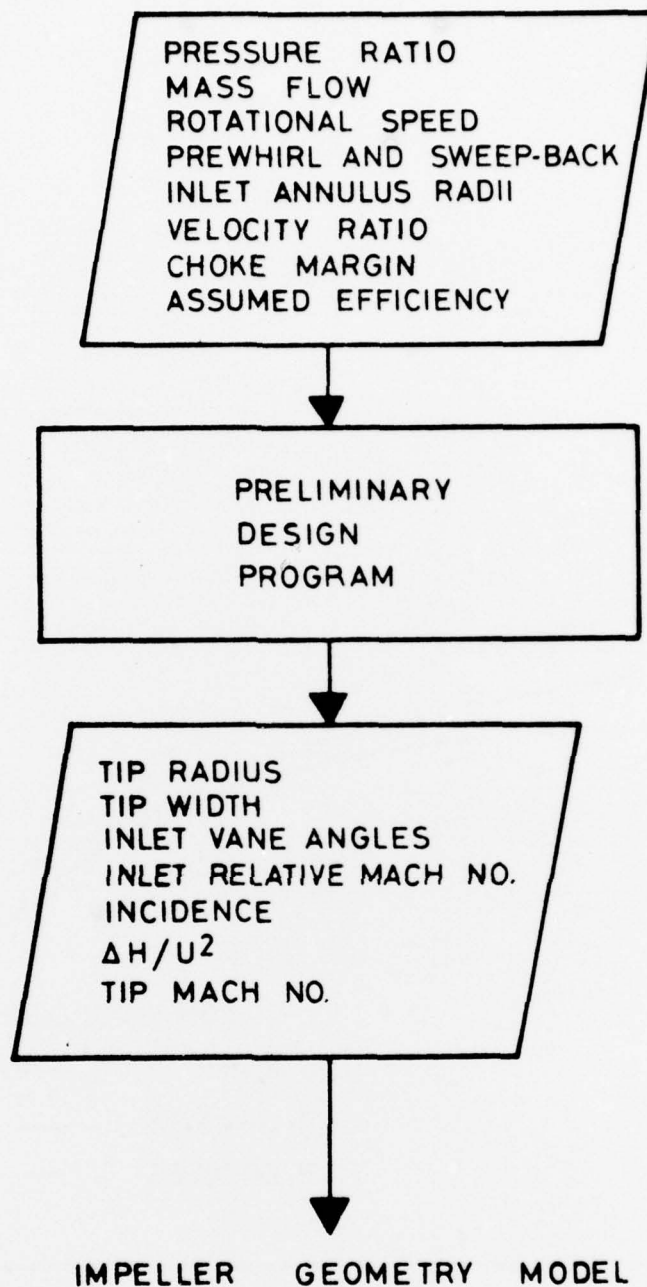 PRESSURE RATIO
MASS FLOW
ROTATIONAL SPEED
PREWHIRL AND SWEEP-BACK
INLET ANNULUS RADII
VELOCITY RATIO
CHOKE MARGIN
ASSUMED EFFICIENCY
PRELIMINARY
DESIGN
PROGRAM
TIP RADIUS
TIP WIDTH
INLET VANE ANGLES
INLET RELATIVE MACH NO.
INCIDENCE
ΔH/U²
TIP MACH NO.
IMPELLER GEOMETRY MODEL